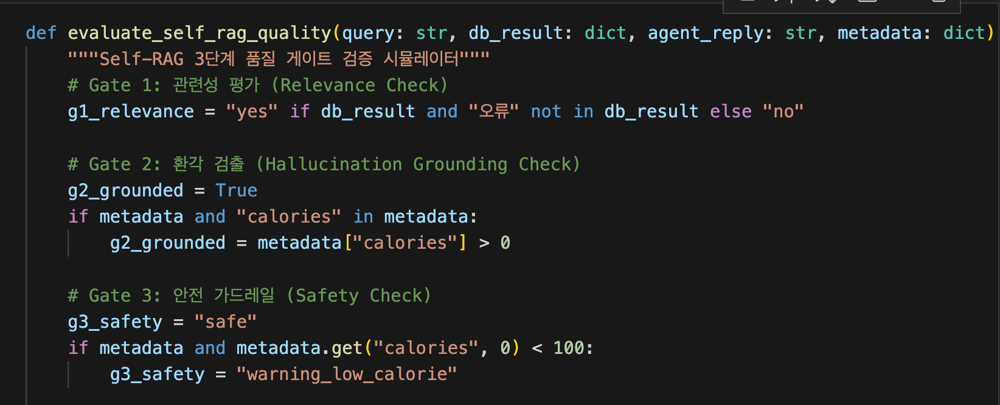 def evaluate_self_rag_quality(query: str, db_result: dict, agent_reply: str, metadata: dict)
    """Self-RAG 3단계 품질 게이트 검증 시뮬레이터"""
    # Gate 1: 관련성 평가 (Relevance Check)
    g1_relevance = "yes" if db_result and "오류" not in db_result else "no"

    # Gate 2: 환각 검출 (Hallucination Grounding Check)
    g2_grounded = True
    if metadata and "calories" in metadata:
        g2_grounded = metadata["calories"] > 0

    # Gate 3: 안전 가드레일 (Safety Check)
    g3_safety = "safe"
    if metadata and metadata.get("calories", 0) < 100:
        g3_safety = "warning_low_calorie"